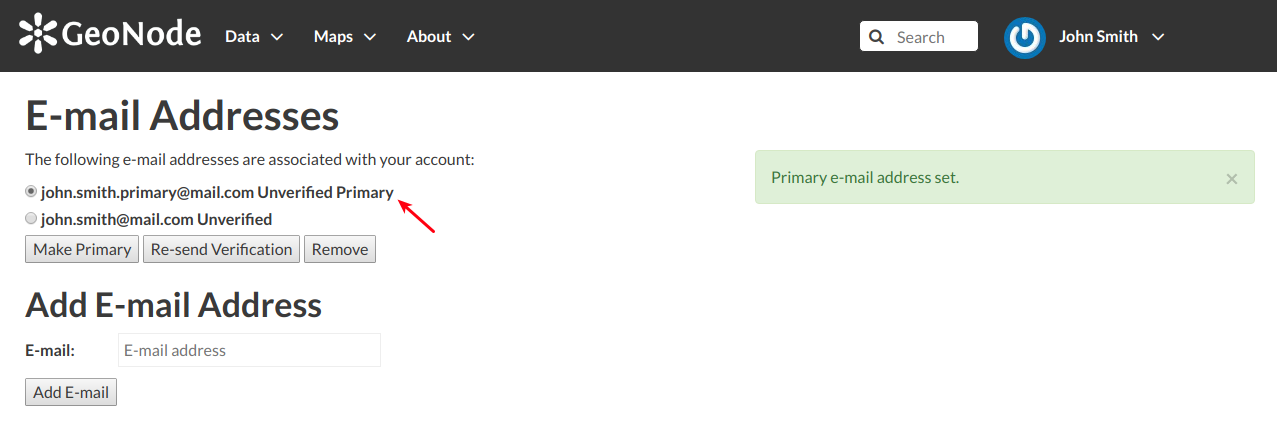 GeoNode Data Maps About Search John Smith
E-mail Addresses
The following e-mail addresses are associated with your account:
Primary e-mail address set. ×
john.smith.primary@mail.com Unverified Primary
john.smith@mail.com Unverified
Make Primary Re-send Verification Remove
Add E-mail Address
E-mail: E-mail address
Add E-mail